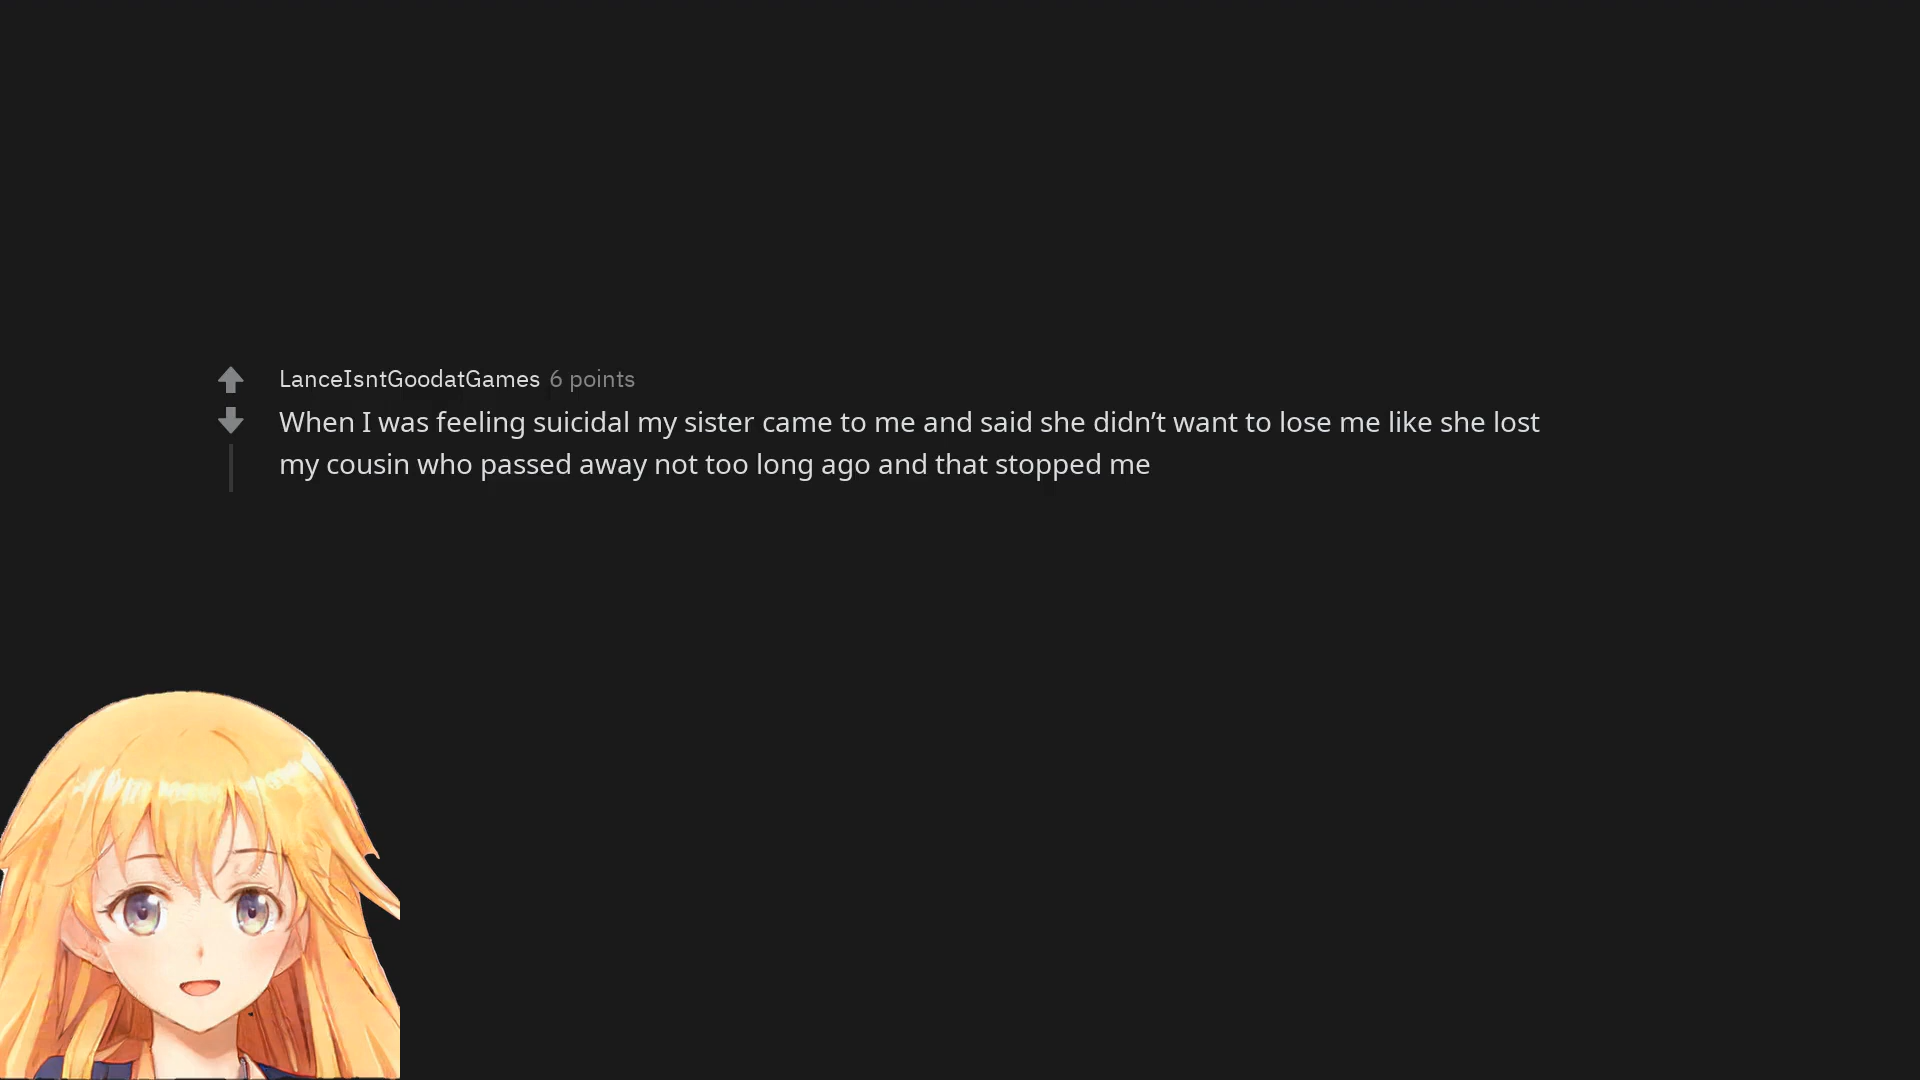 LanceIsntGoodatGames 6 points
When I was feeling suicidal my sister came to me and said she didn’t want to lose me like she lost
my cousin who passed away not too long ago and that stopped me